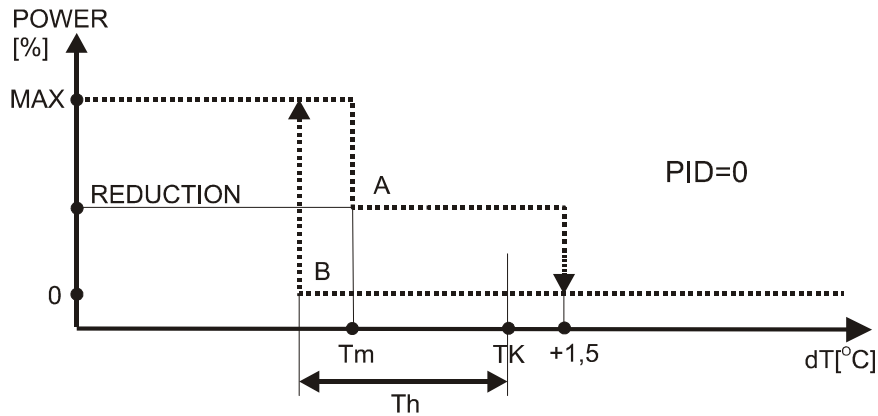 POWER
[%]
MAX
A
PID=0
REDUCTION
B
0
Tm
TK
+1,5
dT[°C]
Th